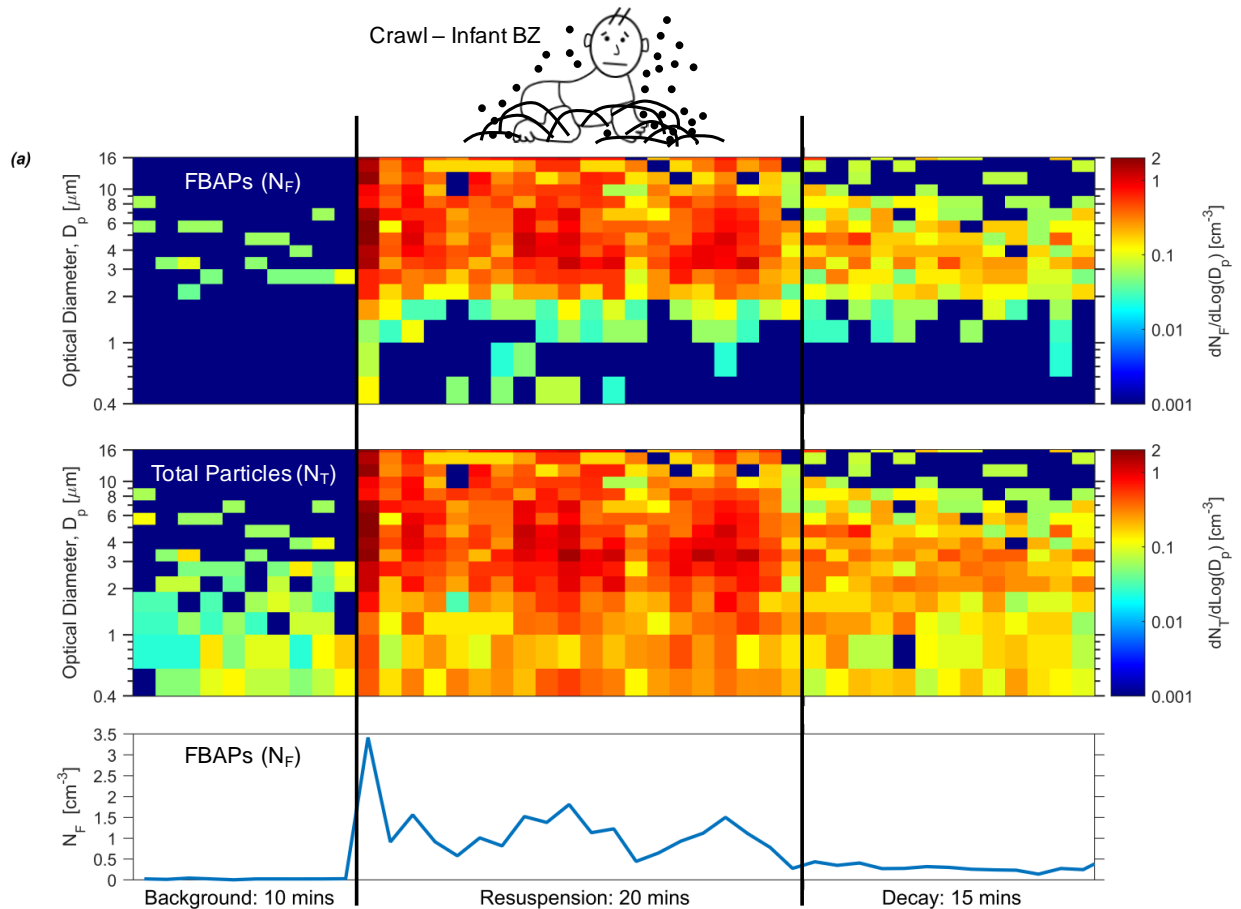 Crawl – Infant BZ
(a)
FBAPs (N_F)
Optical Diameter, D_p [μm]
16
10
8
6
4
3
2
1
0.4
2
1
0.1
0.01
0.001
dN_F/dLog(D_p) [cm^-3]
Total Particles (N_T)
Optical Diameter, D_p [μm]
16
10
8
6
4
3
2
1
0.4
2
1
0.1
0.01
0.001
dN_T/dLog(D_p) [cm^-3]
FBAPs (N_F)
N_F [cm^-3]
3.5
3
2.5
2
1.5
1
0.5
0
Background: 10 mins
Resuspension: 20 mins
Decay: 15 mins